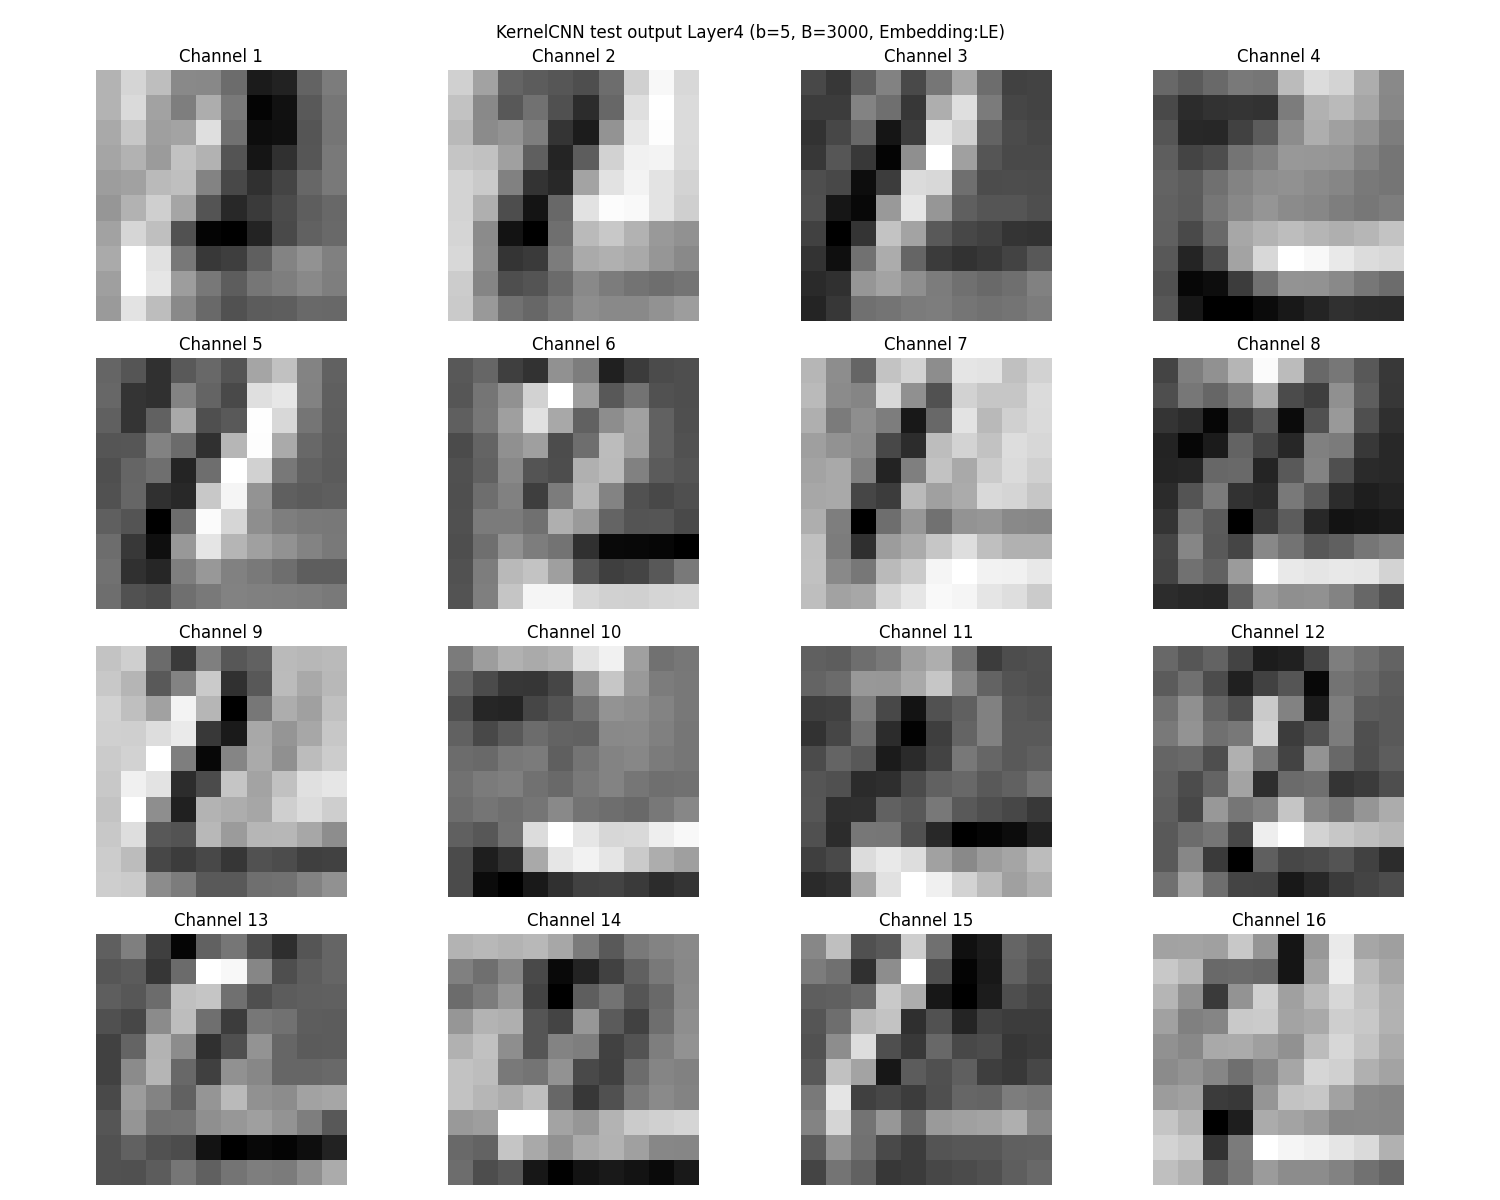 KernelCNN test output Layer4 (b=5, B=3000, Embedding:LE)
Channel 1 Channel 2 Channel 3 Channel 4
Channel 5 Channel 6 Channel 7 Channel 8
Channel 9 Channel 10 Channel 11 Channel 12
Channel 13 Channel 14 Channel 15 Channel 16